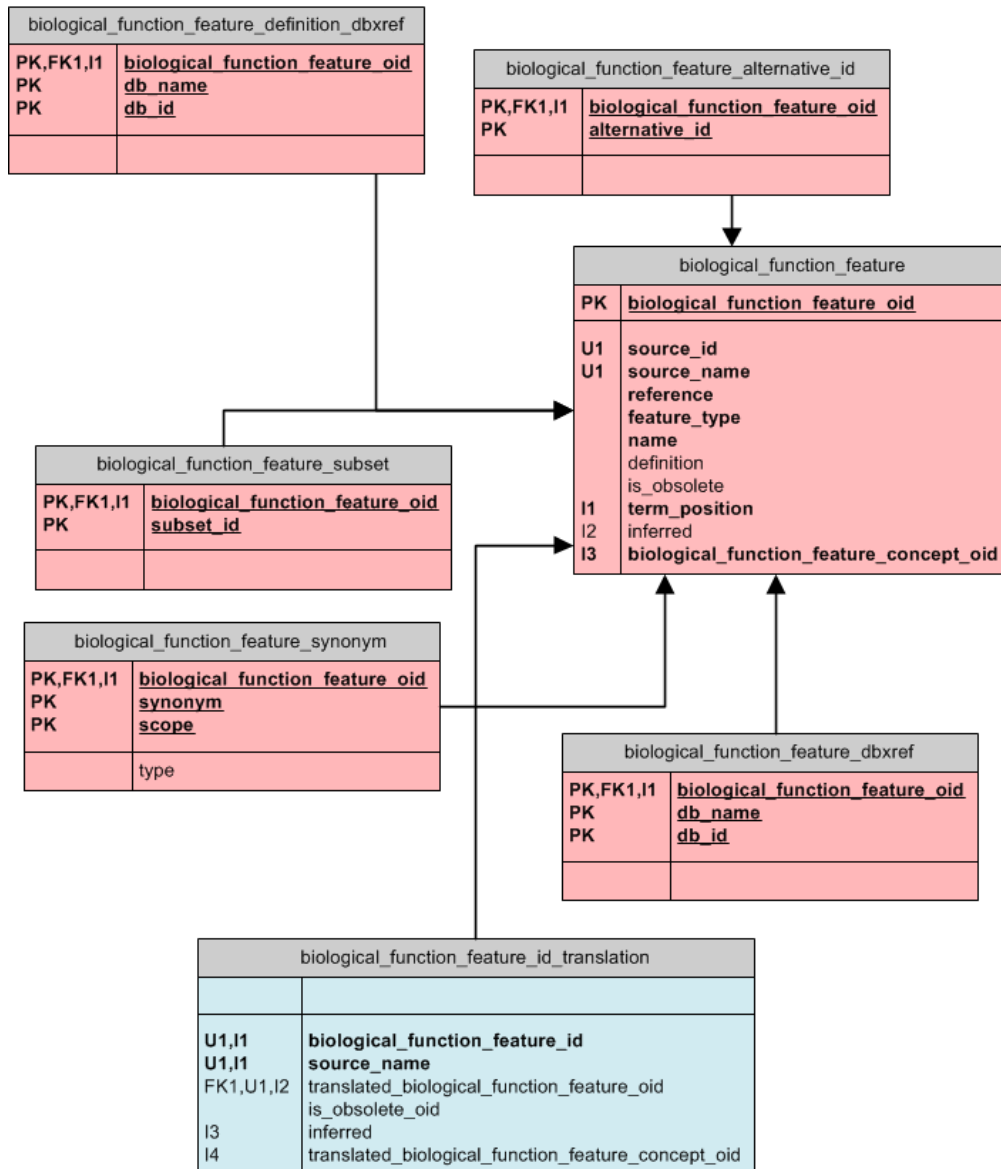 biological_function_feature_definition_dbxref
PK,FK1,I1 biological_function_feature_oid
PK db_name
PK db_id
biological_function_feature_alternative_id
PK,FK1,I1 biological_function_feature_oid
PK alternative_id
biological_function_feature
PK biological_function_feature_oid
U1 source_id
U1 source_name
reference
feature_type
name
definition
is_obsolete
I1 term_position
I2 inferred
I3 biological_function_feature_concept_oid
biological_function_feature_subset
PK,FK1,I1 biological_function_feature_oid
PK subset_id
biological_function_feature_synonym
PK,FK1,I1 biological_function_feature_oid
PK synonym
PK scope
type
biological_function_feature_dbxref
PK,FK1,I1 biological_function_feature_oid
PK db_name
PK db_id
biological_function_feature_id_translation
U1,I1 biological_function_feature_id
U1,I1 source_name
FK1,U1,I2 translated_biological_function_feature_oid
is_obsolete_oid
I3 inferred
I4 translated_biological_function_feature_concept_oid